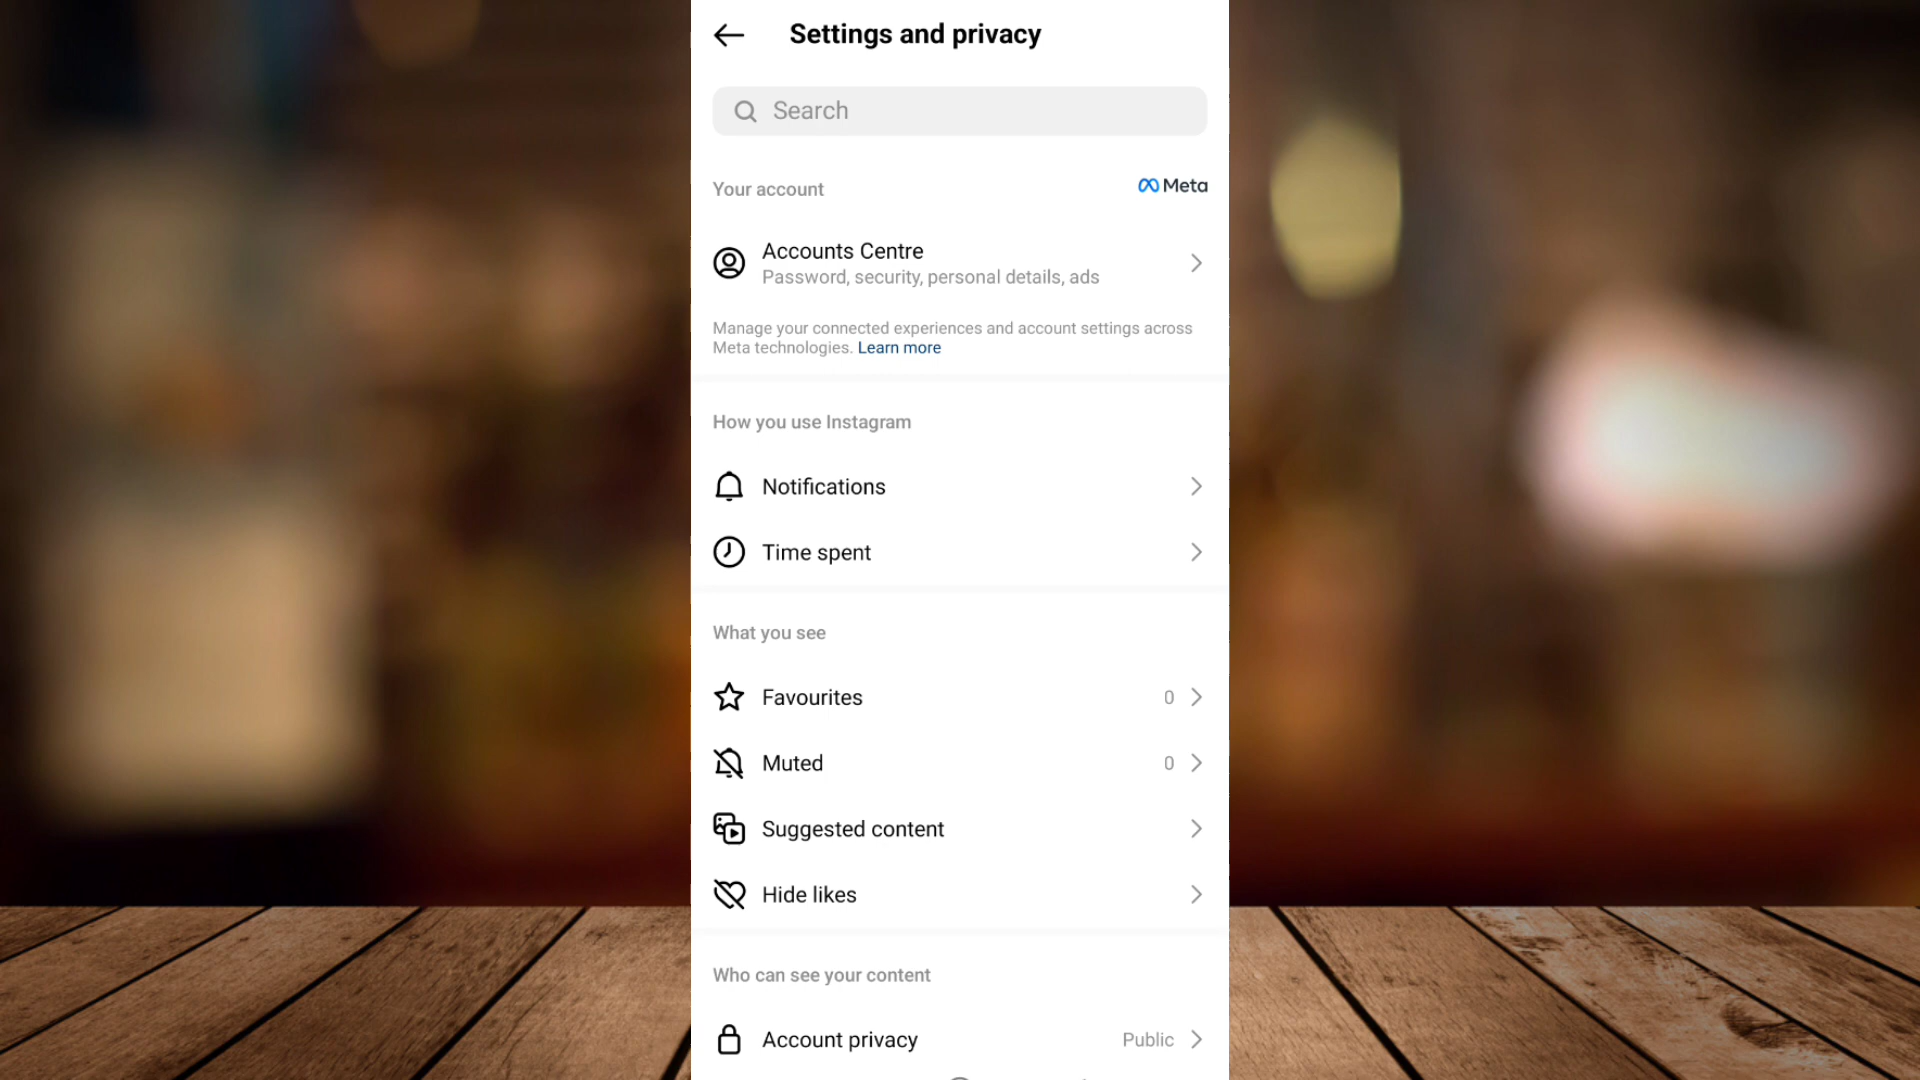 Settings and privacy
Search
Your account
Meta
Accounts Centre
Password, security, personal details, ads
Manage your connected experiences and account settings across
Meta technologies. Learn more
How you use Instagram
Notifications
Time spent
What you see
Favourites 0
Muted 0
Suggested content
Hide likes
Who can see your content
Account privacy Public